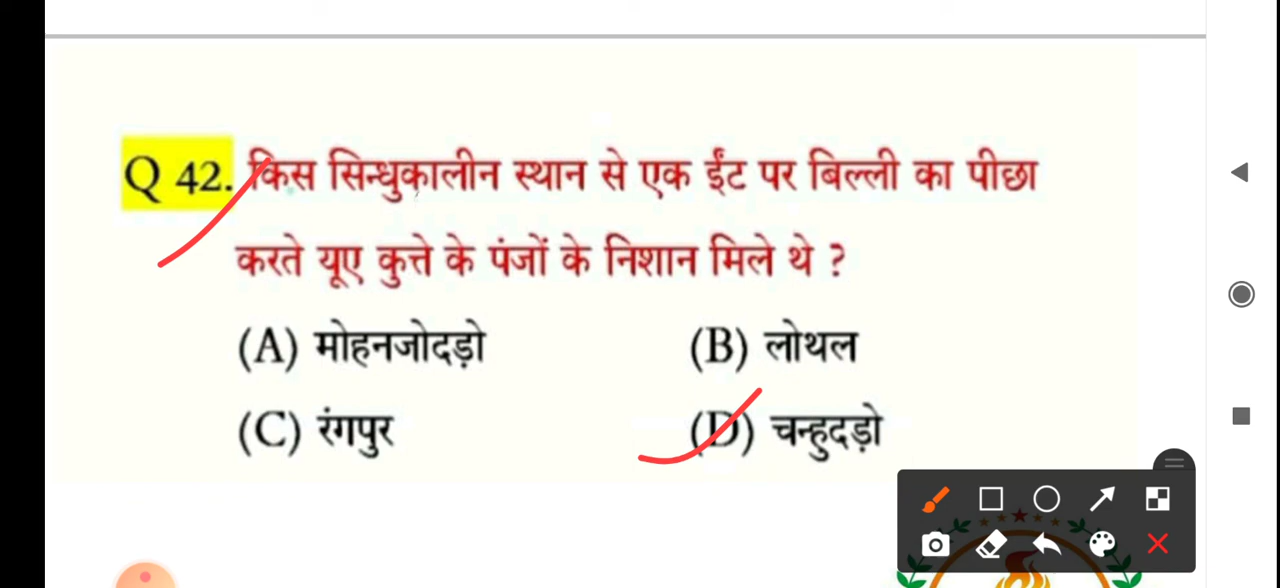 Q 42. किस सिन्धुकालीन स्थान से एक ईंट पर बिल्ली का पीछा
करते यूए कुत्ते के पंजों के निशान मिले थे ?
(A) मोहनजोदड़ो (B) लोथल
(C) रंगपुर (D) चन्हुदड़ो